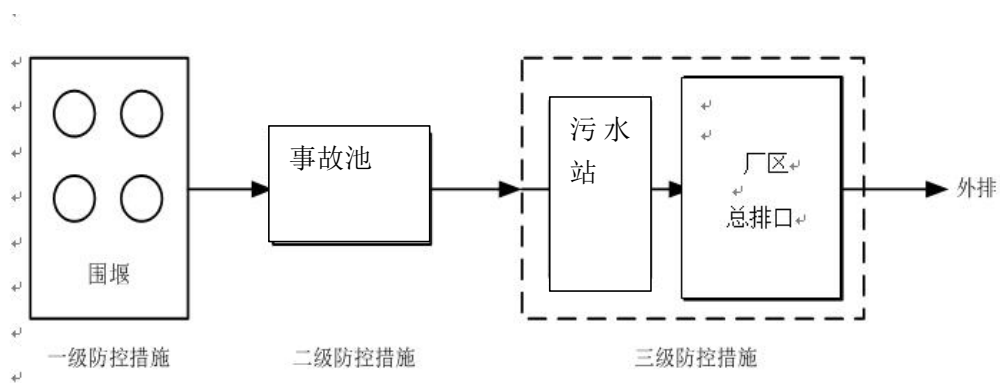 围堰
事故池
污水
站
厂区
总排口
外排
一级防控措施
二级防控措施
三级防控措施